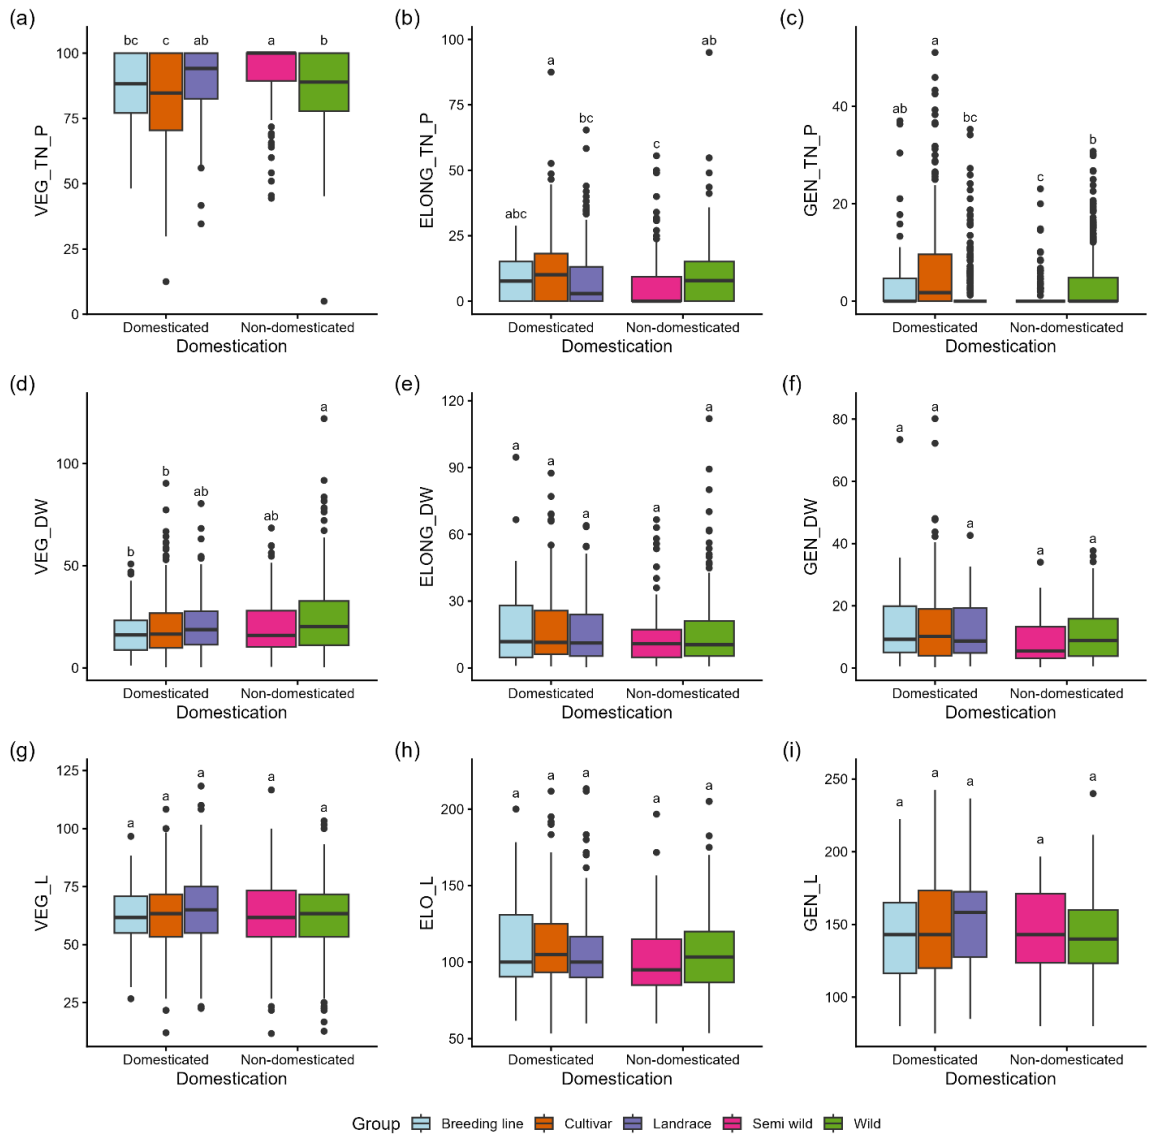 (a)
bc c ab a b
VEG_TN_P
100
75
50
25
0
Domesticated Non-domesticated
Domestication
(b)
abc a bc c ab
ELONG_TN_P
100
75
50
25
0
Domesticated Non-domesticated
Domestication
(c)
ab a bc c b
GEN_TN_P
40
20
0
Domesticated Non-domesticated
Domestication
(d)
b b ab ab a
VEG_DW
100
50
0
Domesticated Non-domesticated
Domestication
(e)
a a a a a
ELONG_DW
120
90
60
30
0
Domesticated Non-domesticated
Domestication
(f)
a a a a a
GEN_DW
80
60
40
20
0
Domesticated Non-domesticated
Domestication
(g)
a a a a a
VEG_L
125
100
75
50
25
Domesticated Non-domesticated
Domestication
(h)
a a a a a
ELO_L
200
150
100
50
Domesticated Non-domesticated
Domestication
(i)
a a a a a
GEN_L
250
200
150
100
Domesticated Non-domesticated
Domestication
Group Breeding line Cultivar Landrace Semi wild Wild